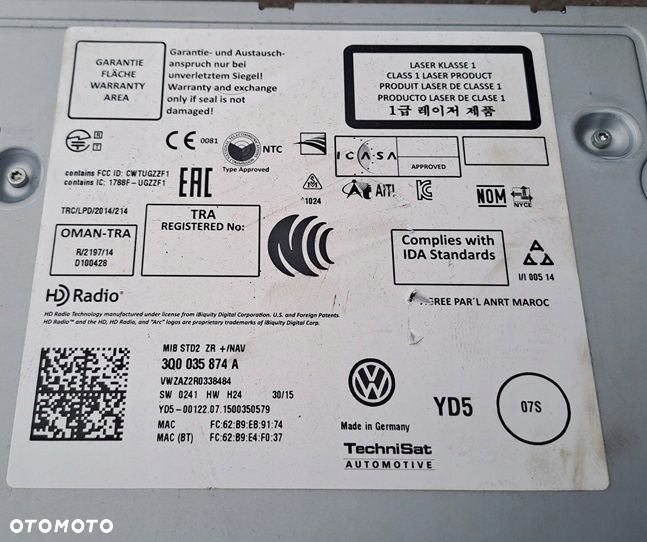 GARANTIE
FLÄCHE
WARRANTY
AREA
Garantie- und Austausch-
anspruch nur bei
unverletztem Siegel!
Warranty and exchange
only if seal is not
damaged!
LASER KLASSE 1
CLASS 1 LASER PRODUCT
PRODUIT LASER DE CLASSE 1
PRODUCTO LASER DE CLASE 1
1급 레이저 제품
R
T
CE 0081
NTC
Type Approved
ICASA
APPROVED
contains FCC ID: CWTUGZZF1
contains IC: 1788F-UGZZF1
EAC
1024
AITI
NOM
NYCE
TRC/LPD/2014/214
OMAN-TRA
R/2197/14
D100428
TRA
REGISTERED No:
Complies with
IDA Standards
I/I 005 14
GREE PAR'L ANRT MAROC
HD Radio
HD Radio Technology manufactured under license from iBiquity Digital Corporation. U.S. and Foreign Patents.
HD Radio™ and the HD, HD Radio, and "Arc" logos are proprietary trademarks of iBiquity Digital Corp.
MIB STD2 ZR +/NAV
3Q0 035 874 A
VWZAZ2R0338484
SW 0241 HW H24 30/15
YD5-00122.07.1500350579
MAC FC:62:B9:EB:91:74
MAC (BT) FC:62:B9:E4:F0:37
Made in Germany
TechniSat
AUTOMOTIVE
YD5
07S
OTOMOTO